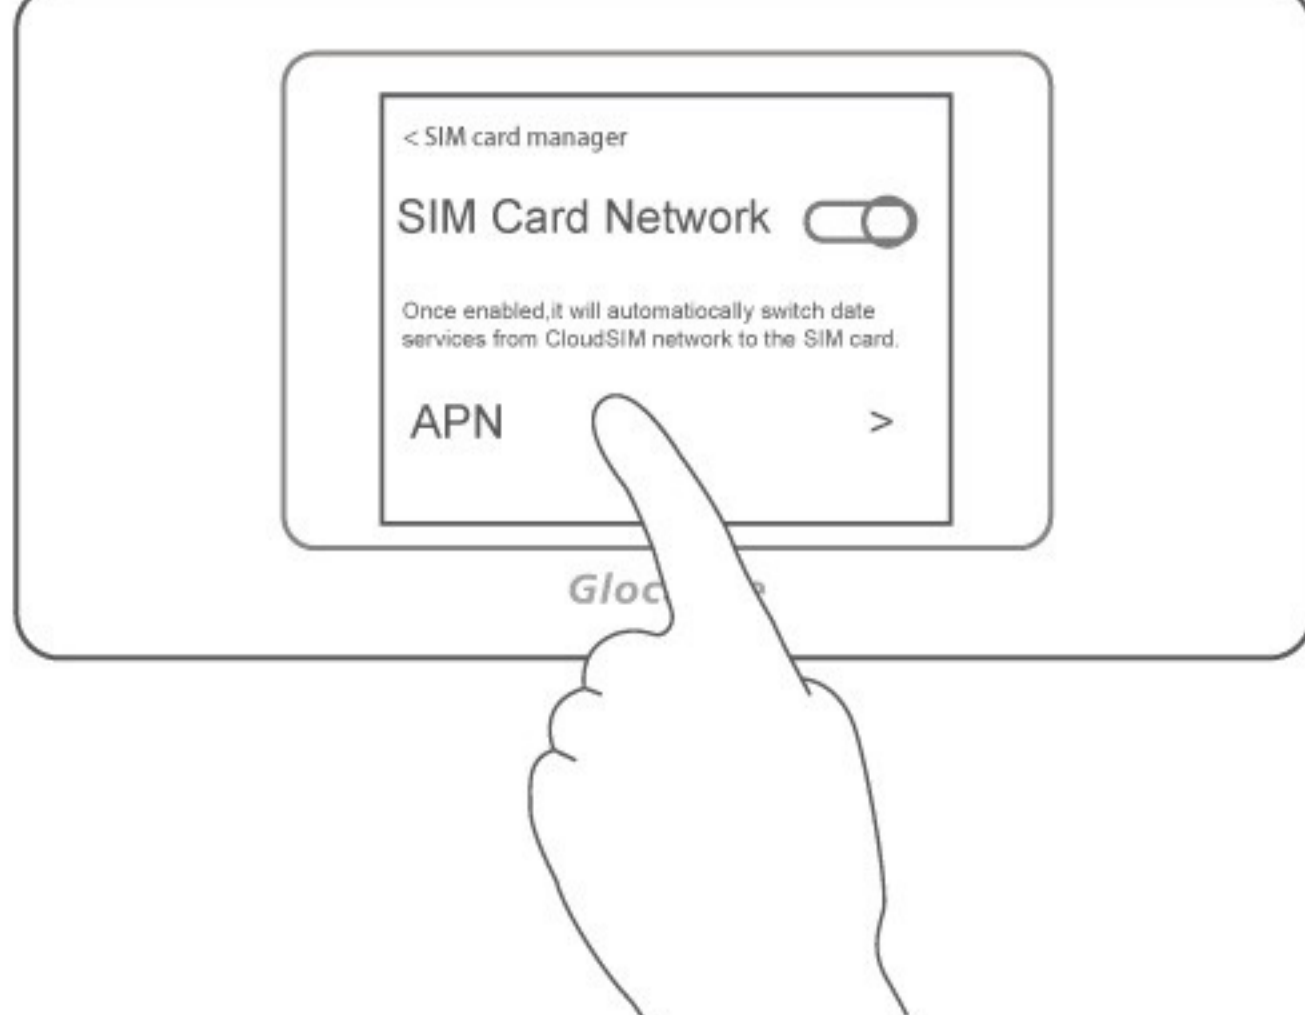 < SIM card manager
SIM Card Network
Once enabled,it will automatiocally switch date
services from CloudSIM network to the SIM card.
APN >